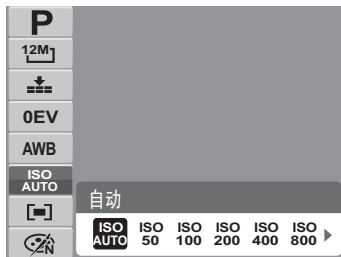 P
12M
0EV
AWB
ISO AUTO
N
自动
ISO AUTO ISO 50 ISO 100 ISO 200 ISO 400 ISO 800